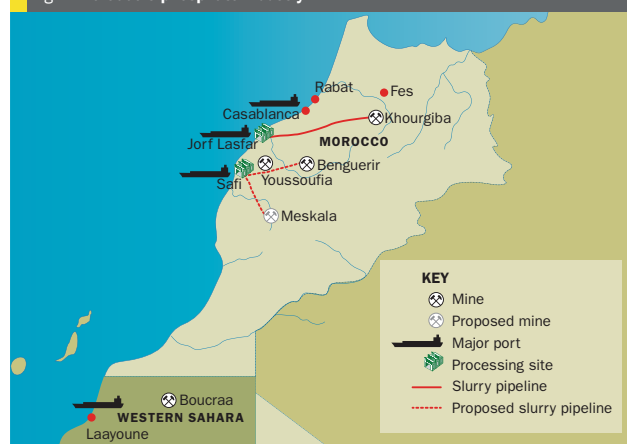 Rabat
Fes
Casablanca
Khourgiba
Jorf Lasfar
MOROCCO
Benguerir
Youssoufia
Safi
Meskala
KEY
Mine
Proposed mine
Major port
Processing site
Slurry pipeline
Proposed slurry pipeline
Boucraa
WESTERN SAHARA
Laayoune